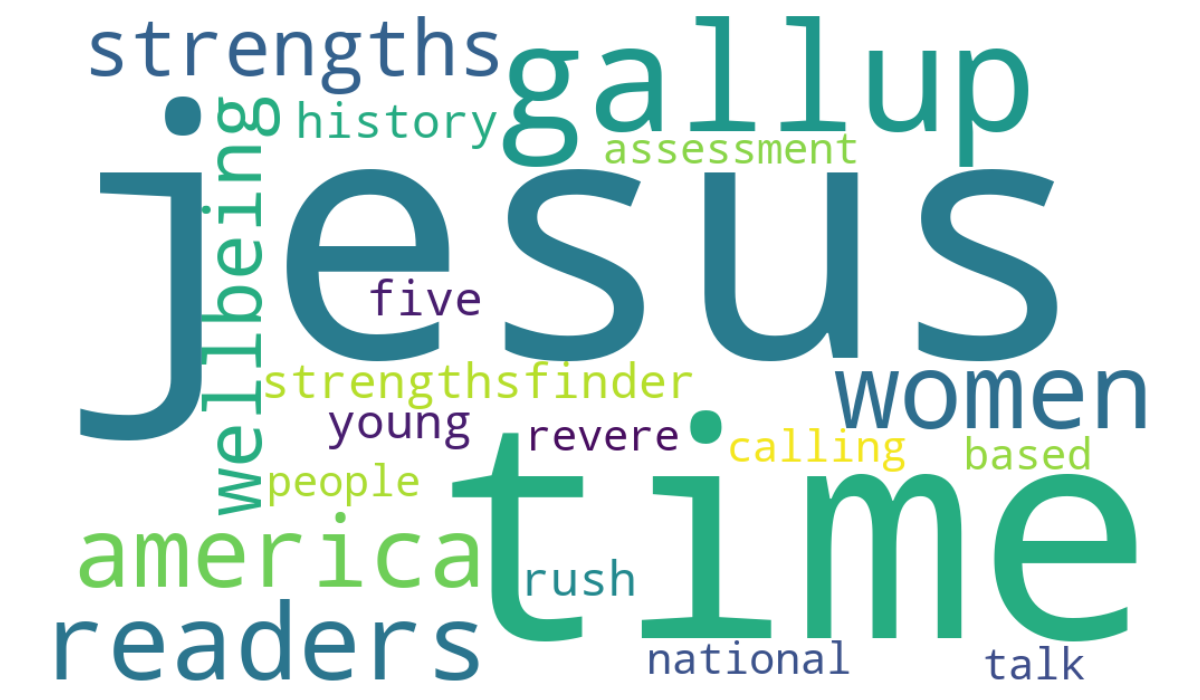 strengths
gallup
history
assessment
jesus
wellbeing
five
strengthsfinder
women
young
revere
calling
based
people
time
america
rush
readers
national
talk